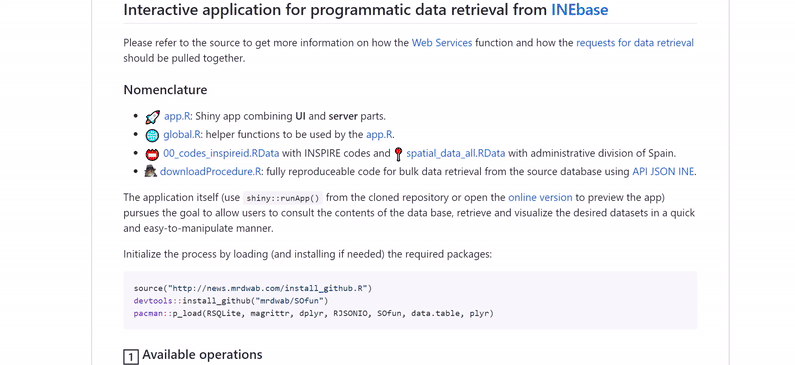 Interactive application for programmatic data retrieval from INEbase
Please refer to the source to get more information on how the Web Services function and how the requests for data retrieval
should be pulled together.
Nomenclature
app.R: Shiny app combining UI and server parts.
global.R: helper functions to be used by the app.R.
00_codes_inspireid.RData with INSPIRE codes and spatial_data_all.RData with administrative division of Spain.
downloadProcedure.R: fully reproduceable code for bulk data retrieval from the source database using API JSON INE.
The application itself (use shiny::runApp() from the cloned repository or open the online version to preview the app)
pursues the goal to allow users to consult the contents of the data base, retrieve and visualize the desired datasets in a quick
and easy-to-manipulate manner.
Initialize the process by loading (and installing if needed) the required packages:
source("http://news.mrdwab.com/install_github.R")
devtools::install_github("mrdwab/SOfun")
pacman::p_load(RSQLite, magrittr, dplyr, RJSONIO, SOfun, data.table, plyr)
1 Available operations